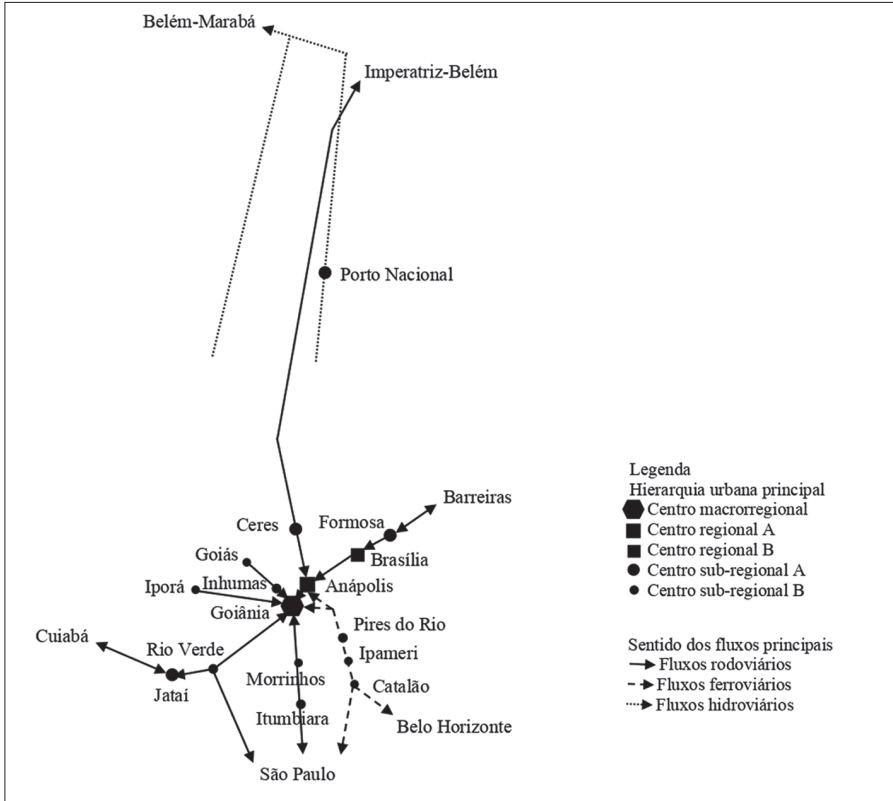 Belém-Marabá
Imperatriz-Belém
Porto Nacional
Barreiras
Ceres
Formosa
Goiás
Brasília
Iporá
Inhumas
Anápolis
Goiânia
Cuiabá
Rio Verde
Pires do Rio
Ipameri
Jataí
Morrinhos
Catalão
Itumbiara
Belo Horizonte
São Paulo
Legenda
Hierarquia urbana principal
Centro macrorregional
Centro regional A
Centro regional B
Centro sub-regional A
Centro sub-regional B
Sentido dos fluxos principais
Fluxos rodoviários
Fluxos ferroviários
Fluxos hidroviários